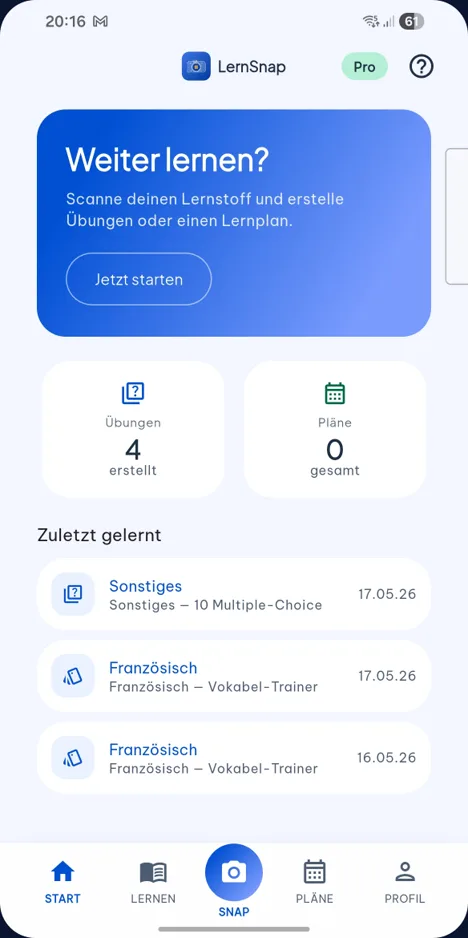 20:16
61
LernSnap
Pro
Weiter lernen?
Scanne deinen Lernstoff und erstelle
Übungen oder einen Lernplan.
Jetzt starten
Übungen
4
erstellt
Pläne
0
gesamt
Zuletzt gelernt
Sonstiges
Sonstiges – 10 Multiple-Choice
17.05.26
Französisch
Französisch – Vokabel-Trainer
17.05.26
Französisch
Französisch – Vokabel-Trainer
16.05.26
START
LERNEN
SNAP
PLÄNE
PROFIL